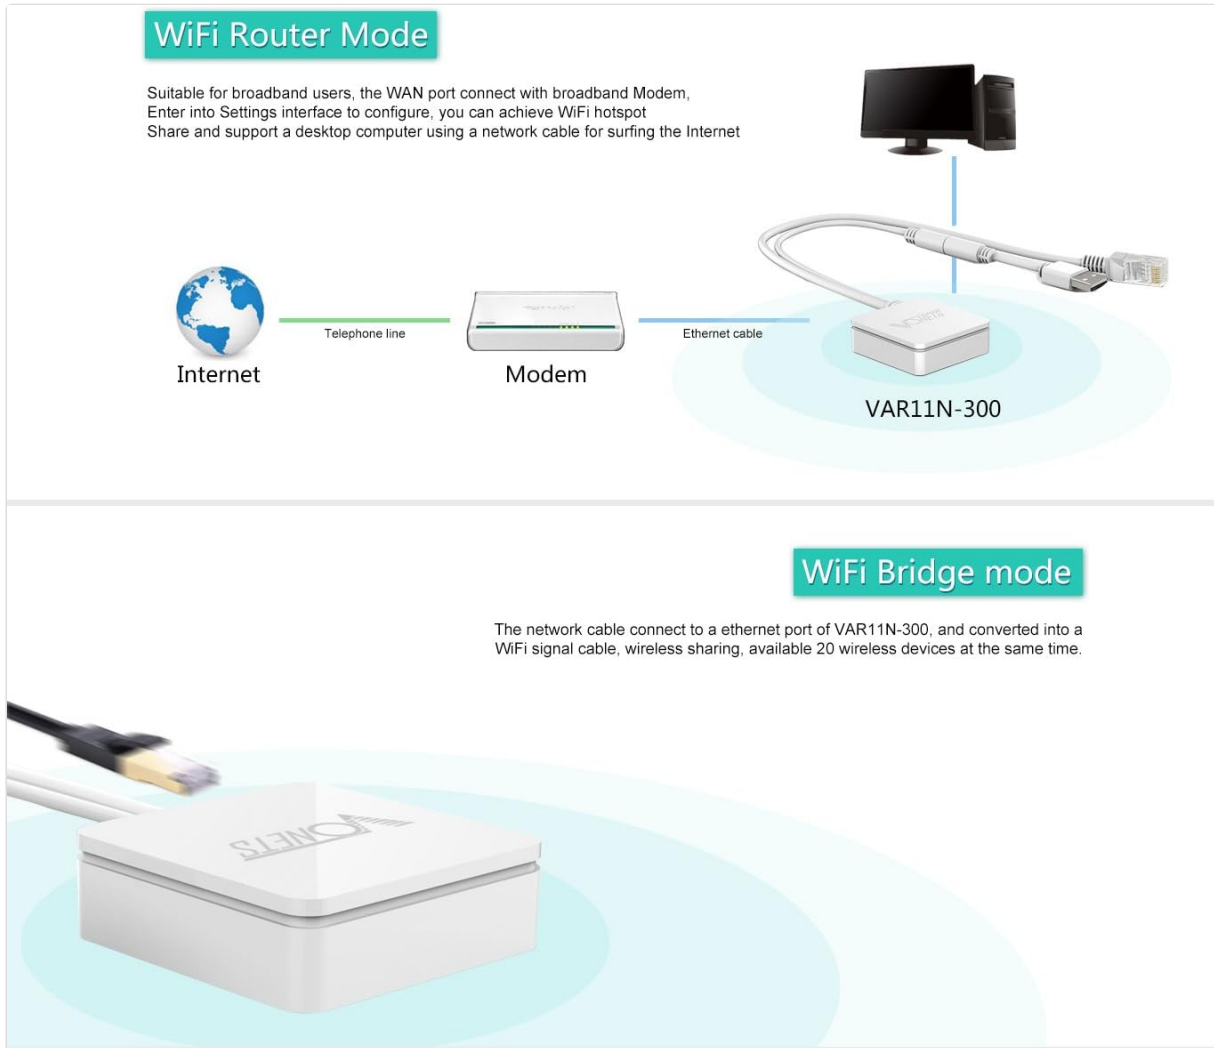 WiFi Router Mode
Suitable for broadband users, the WAN port connect with broadband Modem,
Enter into Settings interface to configure, you can achieve WiFi hotspot
Share and support a desktop computer using a network cable for surfing the Internet
Telephone line
Ethernet cable
Internet
Modem
VONETS
VAR11N-300
WiFi Bridge mode
The network cable connect to a ethernet port of VAR11N-300, and converted into a
WiFi signal cable, wireless sharing, available 20 wireless devices at the same time.
VONETS